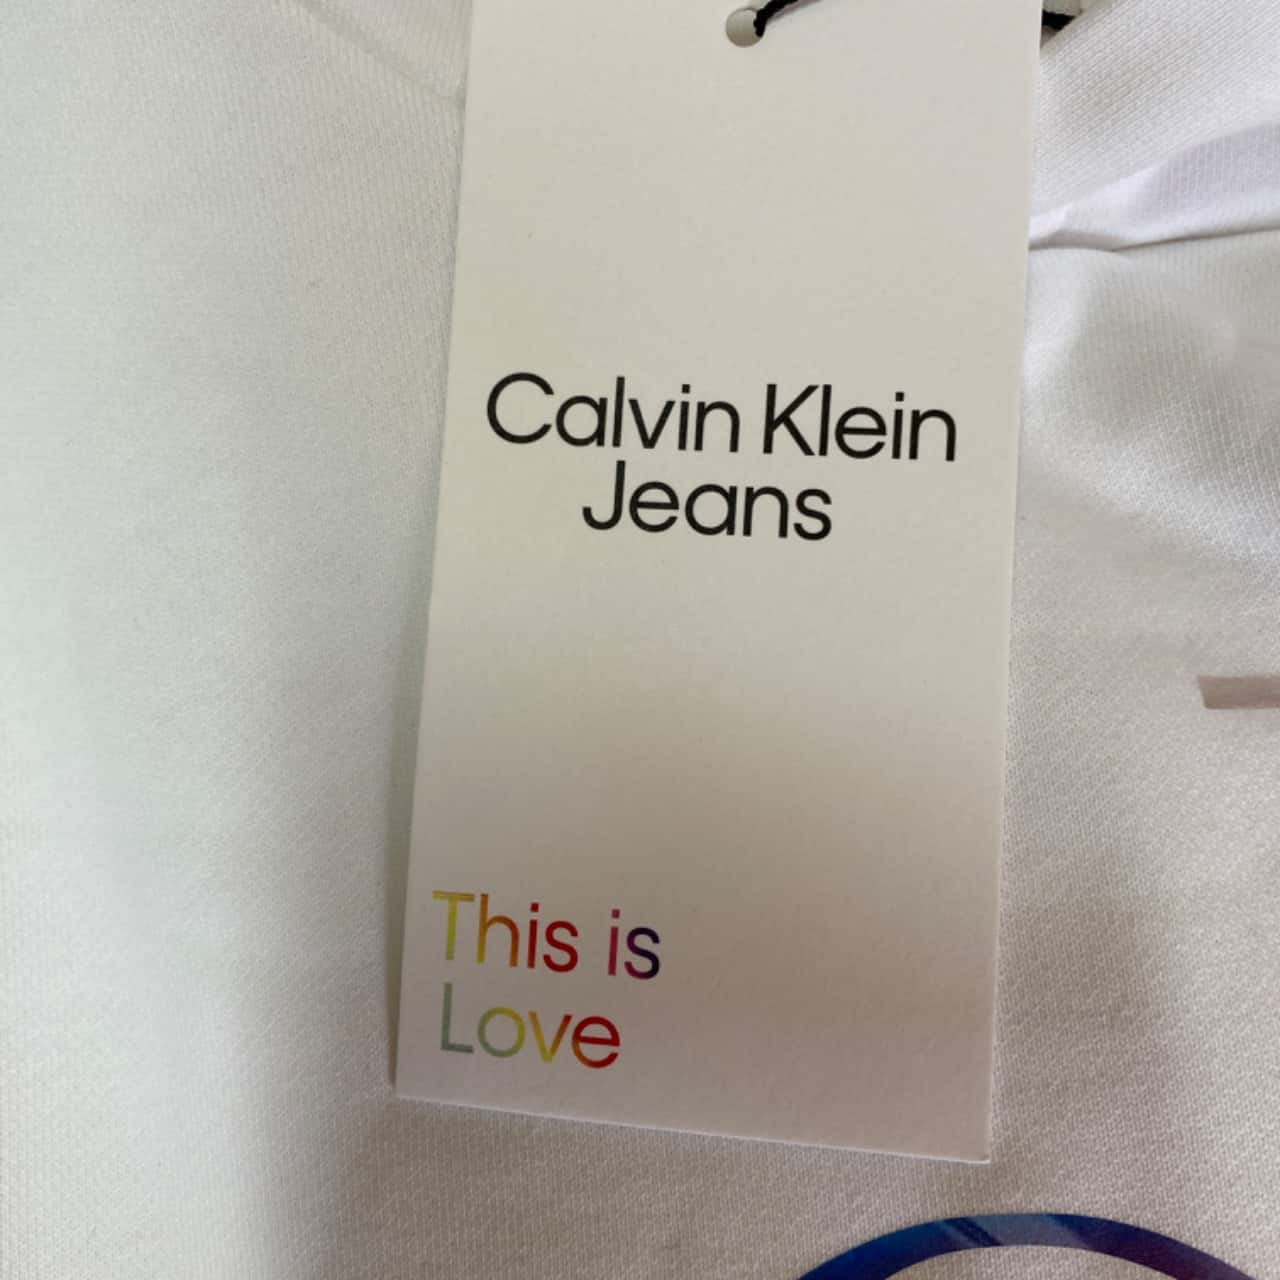 Calvin Klein
Jeans
This is
Love